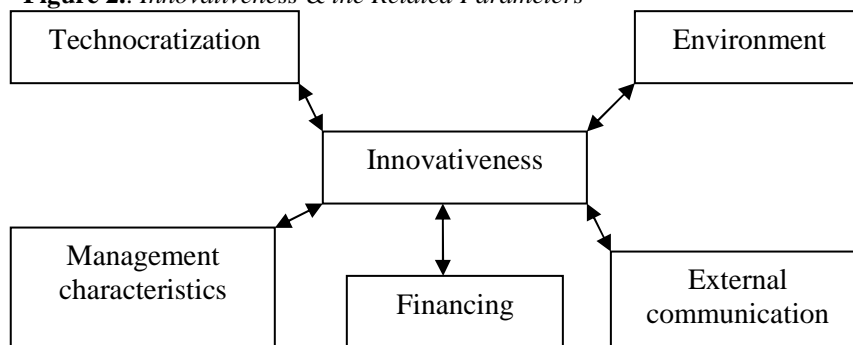 Figure 2.: Innovativeness & the Related Parameters
Technocratization
Environment
Innovativeness
Management
characteristics
Financing
External
communication